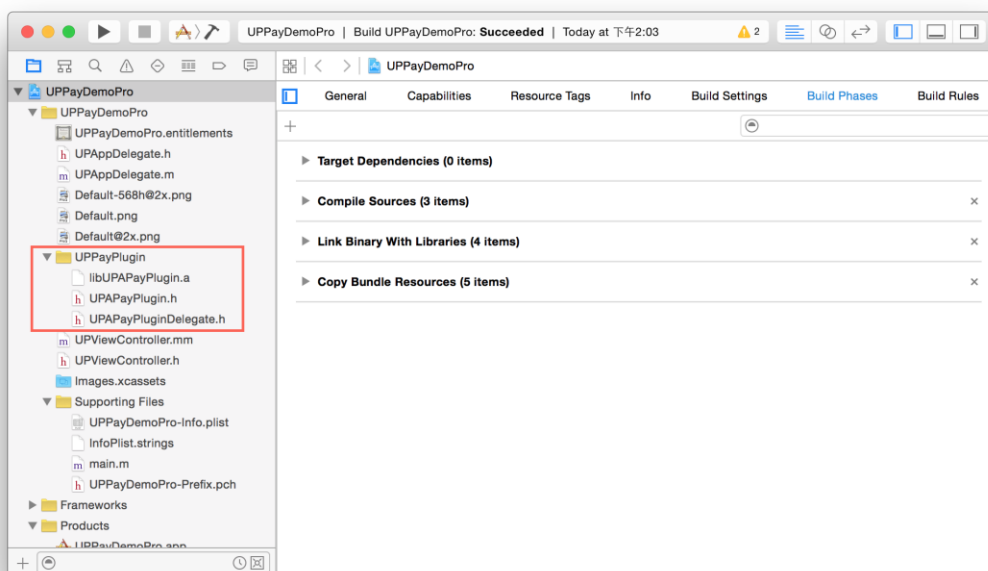 UPPayDemoPro | Build UPPayDemoPro: Succeeded | Today at 下午2:03
2
UPPayDemoPro
General Capabilities Resource Tags Info Build Settings Build Phases Build Rules
UPPayDemoPro
UPPayDemoPro
UPPayDemoPro.entitlements
UPAppDelegate.h
UPAppDelegate.m
Default-568h@2x.png
Default.png
Default@2x.png
UPPayPlugin
libUPAPayPlugin.a
UPAPayPlugin.h
UPAPayPluginDelegate.h
UPViewController.mm
UPViewController.h
Images.xcassets
Supporting Files
UPPayDemoPro-Info.plist
InfoPlist.strings
main.m
UPPayDemoPro-Prefix.pch
Frameworks
Products
UPPayDemoPro.app
Target Dependencies (0 items)
Compile Sources (3 items)
Link Binary With Libraries (4 items)
Copy Bundle Resources (5 items)